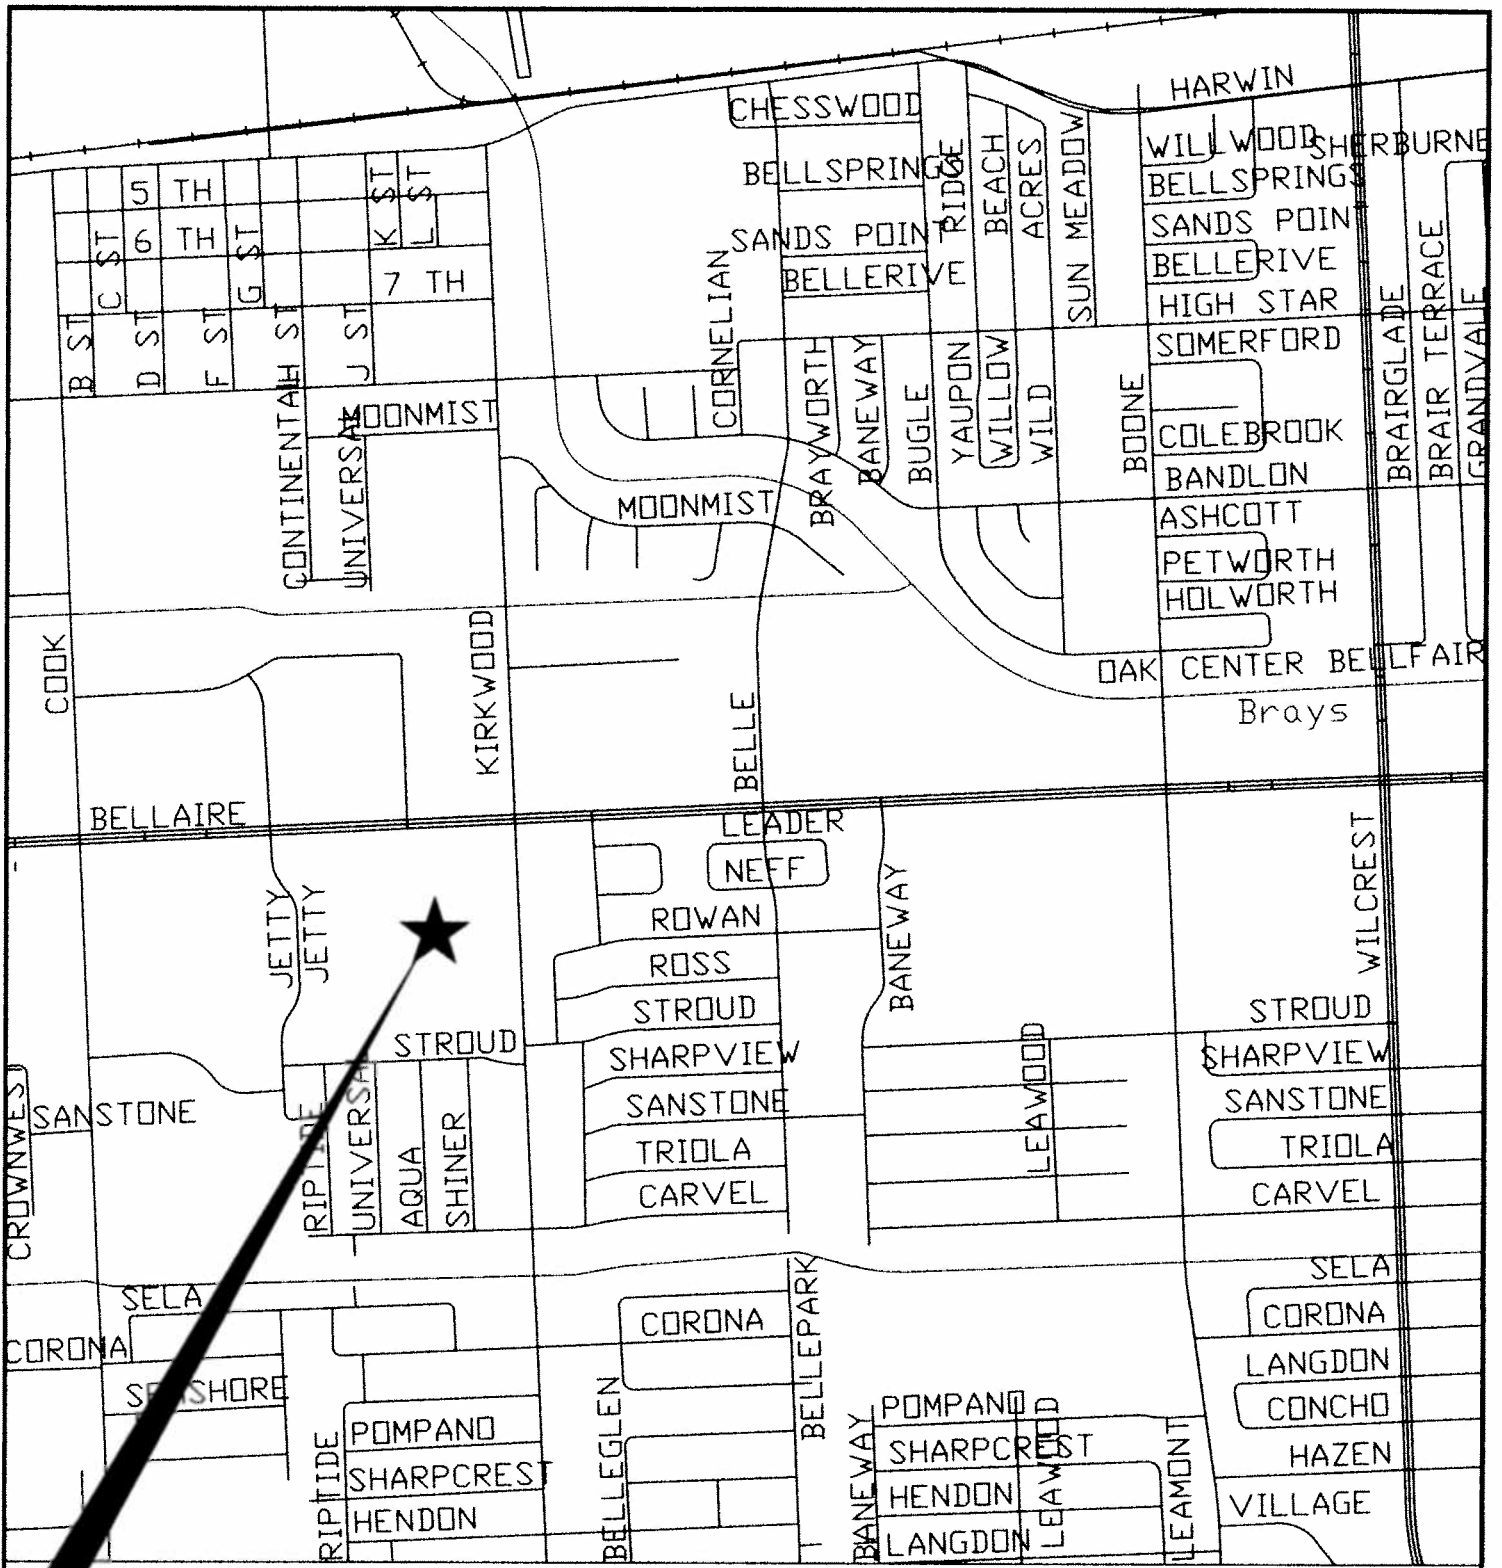 HARWIN
CHESSWOOD
WILLWOOD
SHERBURNE
BELLSPRINGS
RIDGE
BEACH
ACRES
SUN MEADOW
BELLSPRINGS
5 TH
K ST
L ST
SANDS POINT
SANDS POINT
6 TH
C ST
G ST
BELLERIVE
BELLERIVE
7 TH
CORNELIAN
HIGH STAR
B ST
D ST
F ST
H ST
J ST
SOMERFORD
BRAIRGLADE
BRAIR TERRACE
GRANDVALE
MOONMIST
CONTINENTAL
UNIVERSAL
BRAYWORTH
BANEWAY
BUGLE
YAUPON
WILLOW
WILD
BOONE
COLEBROOK
BANDLON
MOONMIST
ASHCOTT
PETWORTH
HOLWORTH
COOK
KIRKWOOD
OAK CENTER
BELLFAIR
Brays
BELLE
BELLAIRE
LEADER
NEFF
JETTY
JETTY
ROWAN
BANEWAY
WILCREST
ROSS
STROUD
STROUD
STROUD
SHARPVIEW
SHARPVIEW
LEAWOOD
SANSTONE
SANSTONE
SANSTONE
CROWNWEST
RIPTIDE
UNIVERSAL
AQUA
SHINER
TRIOLA
TRIOLA
CARVEL
CARVEL
SELA
SELA
CORONA
CORONA
CORONA
BELLEPARK
LANGDON
SEASHORE
CONCHO
POMPANO
POMPANO
RIPTIDE
BELLEGLEN
BANEWAY
LEAWOOD
LEAMONT
SHARPCREST
SHARPCREST
HAZEN
HENDON
HENDON
VILLAGE
LANGDON